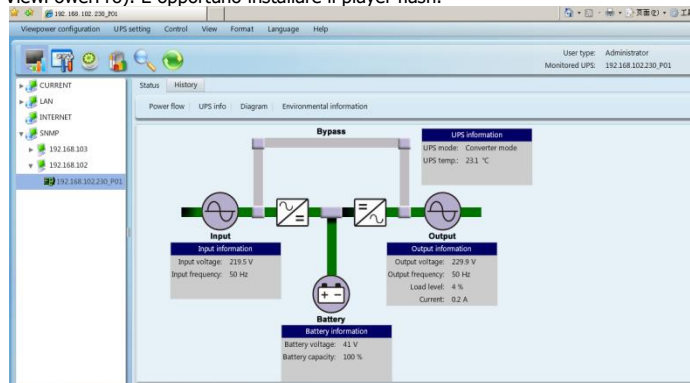 ViewPowerPro). È opportuno installare il player flash.
192.168.102.230_P01
页面(P)
Viewpower configuration UPS setting Control View Format Language Help
User type: Administrator
Monitored UPS: 192.168.102.230_P01
CURRENT
LAN
INTERNET
SNMP
192.168.103
192.168.102
192.168.102.230_P01
Status History
Power flow UPS info Diagram Environmental information
Bypass
UPS information
UPS mode: Converter mode
UPS temp.: 23.1 °C
Input
Input information
Input voltage: 219.5 V
Input frequency: 50 Hz
Output
Output information
Output voltage: 229.9 V
Output frequency: 50 Hz
Load level: 4 %
Current: 0.2 A
Battery
Battery information
Battery voltage: 41 V
Battery capacity: 100 %